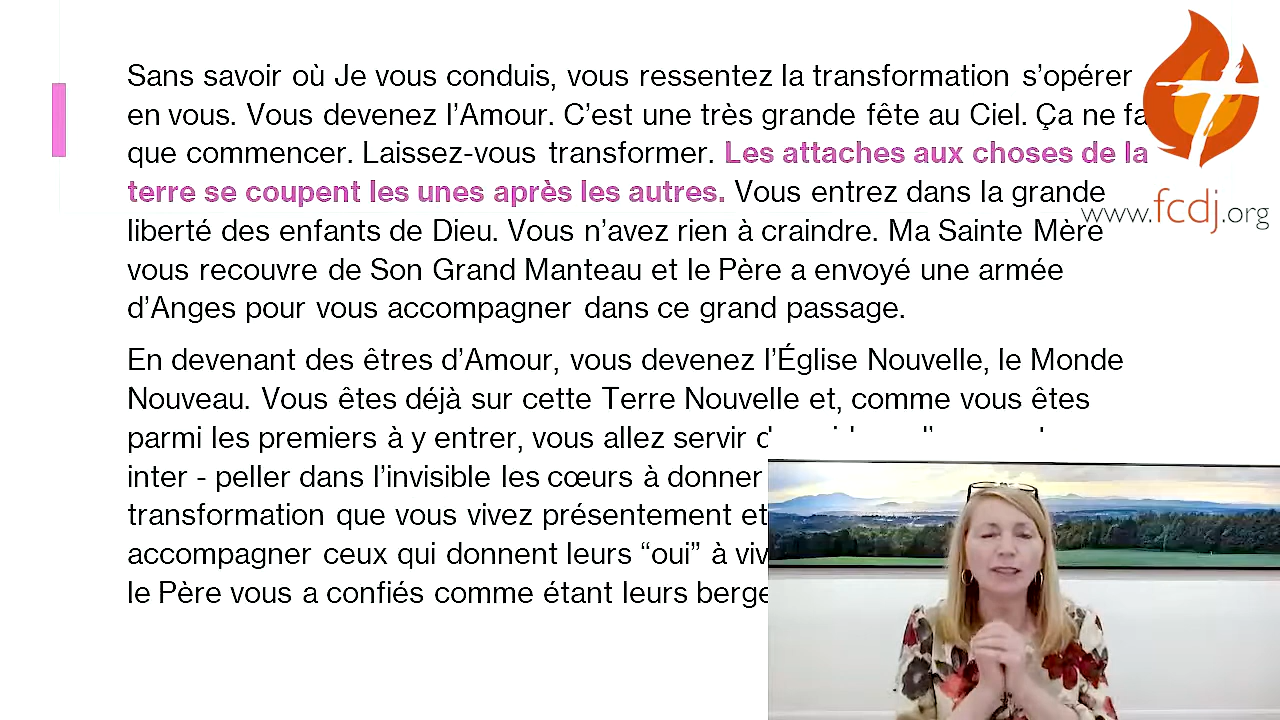 Sans savoir où Je vous conduis, vous ressentez la transformation s’opérer
en vous. Vous devenez l’Amour. C’est une très grande fête au Ciel. Ça ne
que commencer. Laissez-vous transformer. Les attaches aux choses de la
terre se coupent les unes après les autres. Vous entrez dans la grande
www.fcdj.org
liberté des enfants de Dieu. Vous n’avez rien à craindre. Ma Sainte Mère
vous recouvre de Son Grand Manteau et le Père a envoyé une armée
d’Anges pour vous accompagner dans ce grand passage.
En devenant des êtres d’Amour, vous devenez l’Église Nouvelle, le Monde
Nouveau. Vous êtes déjà sur cette Terre Nouvelle et, comme vous êtes
parmi les premiers à y entrer, vous allez servir
inter - peller dans l’invisible les cœurs à donner
transformation que vous vivez présentement et
accompagner ceux qui donnent leurs “oui” à
le Père vous a confiés comme étant leurs